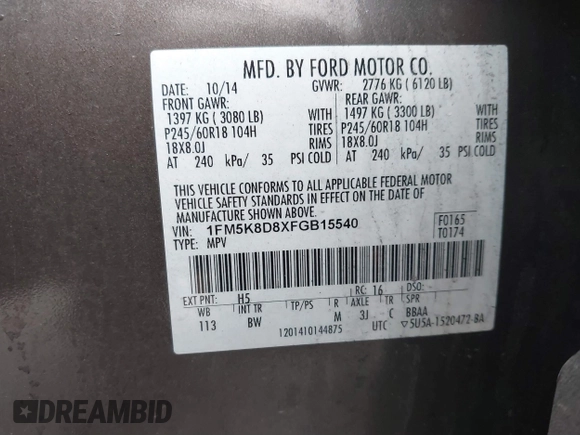 MFD. BY FORD MOTOR CO.
DATE: 10/14 GVWR: 2776 KG ( 6120 LB)
FRONT GAWR: REAR GAWR:
1397 KG ( 3080 LB) WITH 1497 KG ( 3300 LB) WITH
P245/60R18 104H TIRES P245/60R18 104H TIRES
18X8.0J RIMS 18X8.0J RIMS
AT 240 kPa/ 35 PSI COLD AT 240 kPa/ 35 PSI COLD
THIS VEHICLE CONFORMS TO ALL APPLICABLE FEDERAL MOTOR
VEHICLE SAFETY STANDARDS IN EFFECT ON THE DATE OF
MANUFACTURE SHOWN ABOVE.
VIN: 1FM5K8D8XFGB15540 F0165
TYPE: MPV T0174
EXT PNT: H5 RC: 16 DSO:
WB INT TR TP/PS R AXLE TR SPR
113 BW M 3J C BBAA
1201410144875 UTC ▽5U5A-1520472-BA
DREAMBID